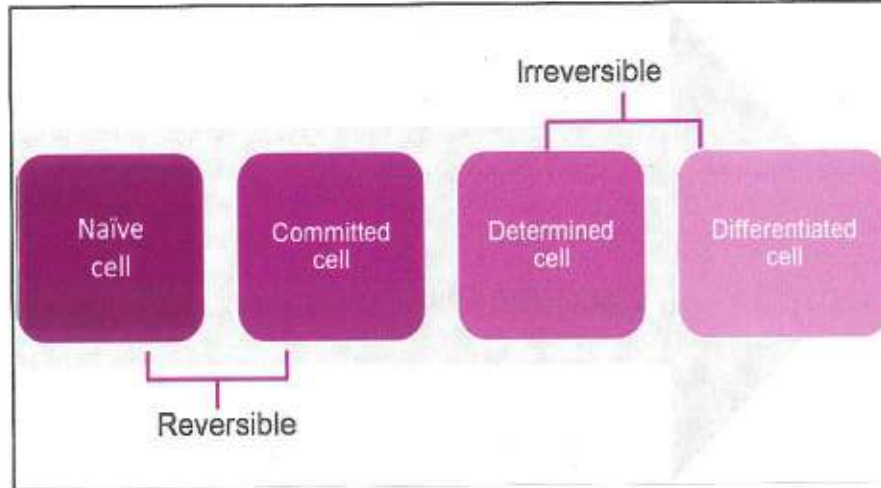 Irreversible
Naïve
cell
Committed
cell
Determined
cell
Differentiated
cell
Reversible